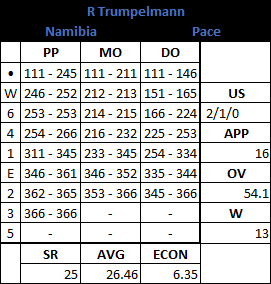 R Trumpelmann
Namibia Pace
PP MO DO
• 111 - 245 111 - 211 111 - 146
W 246 - 252 212 - 213 151 - 165 US
6 253 - 253 214 - 215 166 - 224 2/1/0
4 254 - 266 216 - 232 225 - 253 APP
1 311 - 345 233 - 345 254 - 334 16
E 346 - 361 346 - 352 335 - 344 OV
2 362 - 365 353 - 366 345 - 366 54.1
3 366 - 366 - - W
5 - - - 13
SR AVG ECON
25 26.46 6.35